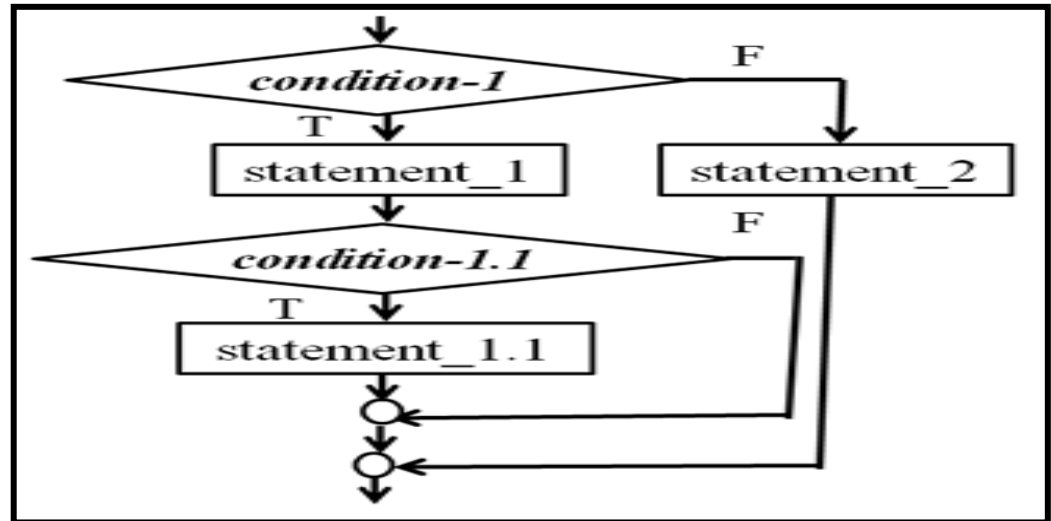 condition-1
F
T
statement_1
statement_2
F
condition-1.1
T
statement_1.1